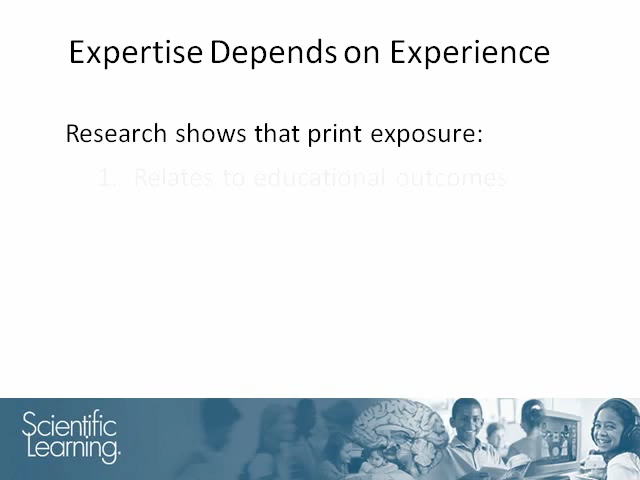 Expertise Depends on Experience
Research shows that print exposure:
1. Relates to educational outcomes
Scientific
Learning®